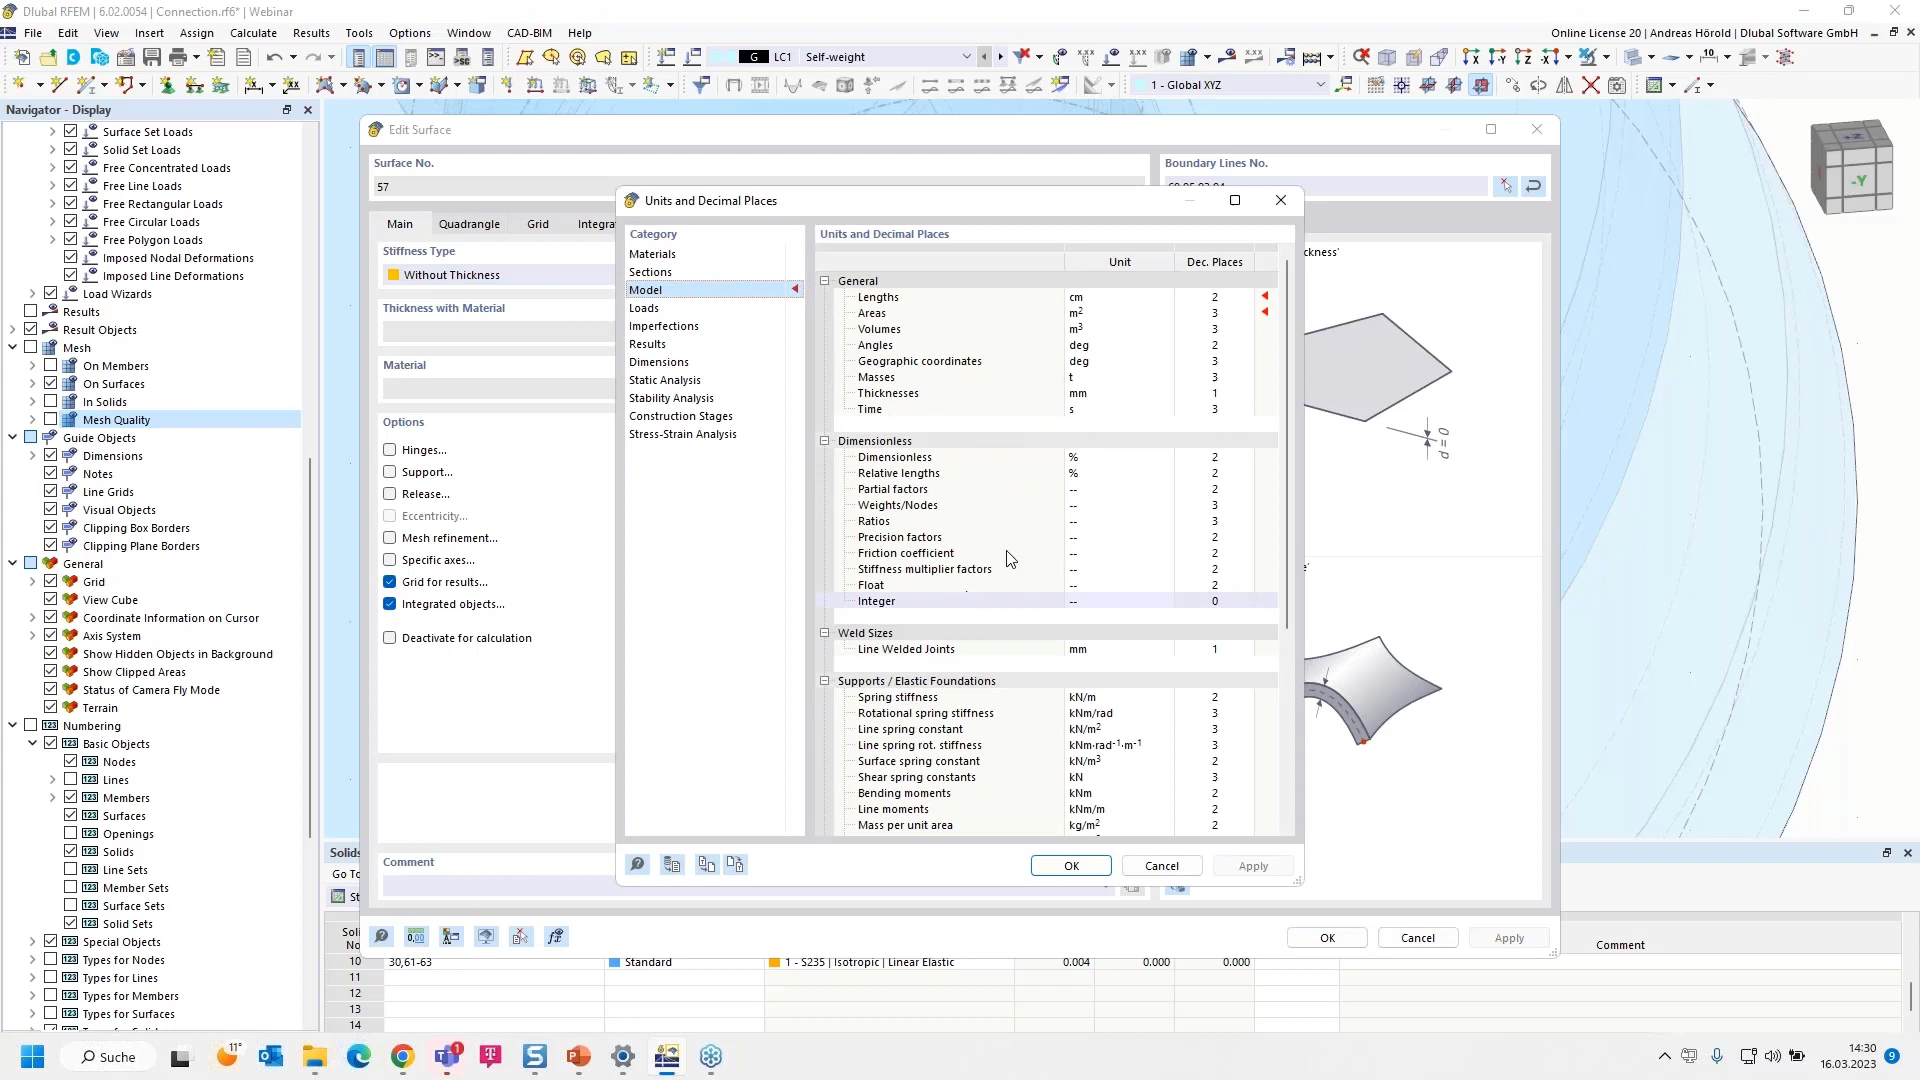 Dlubal RFEM | 6.02.0054 | Connection.rf6* | Webinar
File Edit View Insert Assign Calculate Results Tools Options Window CAD-BIM Help
Online License 20 | Andreas Hörold | Dlubal Software GmbH
G LC1 Self-weight
1 - Global XYZ
Navigator - Display
Surface Set Loads
Solid Set Loads
Free Concentrated Loads
Free Line Loads
Free Rectangular Loads
Free Circular Loads
Free Polygon Loads
Imposed Nodal Deformations
Imposed Line Deformations
Load Wizards
Results
Result Objects
Mesh
On Members
On Surfaces
In Solids
Mesh Quality
Guide Objects
Dimensions
Notes
Line Grids
Visual Objects
Clipping Box Borders
Clipping Plane Borders
General
Grid
View Cube
Coordinate Information on Cursor
Axis System
Show Hidden Objects in Background
Show Clipped Areas
Status of Camera Fly Mode
Terrain
Numbering
Basic Objects
Nodes
Lines
Members
Surfaces
Openings
Solids
Line Sets
Member Sets
Surface Sets
Solid Sets
Special Objects
Types for Nodes
Types for Lines
Types for Members
Types for Surfaces
Edit Surface
Surface No.
57
Boundary Lines No.
Main Quadrangle Grid Integra
Stiffness Type
Without Thickness
Thickness with Material
Material
Options
Hinges...
Support...
Release...
Eccentricity...
Mesh refinement...
Specific axes...
Grid for results...
Integrated objects...
Deactivate for calculation
Comment
OK Cancel Apply
Units and Decimal Places
Category
Materials
Sections
Model
Loads
Imperfections
Results
Dimensions
Static Analysis
Stability Analysis
Construction Stages
Stress-Strain Analysis
Units and Decimal Places
Unit Dec. Places
General
Lengths cm 2
Areas m2 3
Volumes m3 3
Angles deg 2
Geographic coordinates deg 3
Masses t 3
Thicknesses mm 1
Time s 3
Dimensionless
Dimensionless % 2
Relative lengths % 2
Partial factors -- 2
Weights/Nodes -- 3
Ratios -- 3
Precision factors -- 2
Friction coefficient -- 2
Stiffness multiplier factors -- 2
Float -- 2
Integer -- 0
Weld Sizes
Line Welded Joints mm 1
Supports / Elastic Foundations
Spring stiffness kN/m 2
Rotational spring stiffness kNm/rad 3
Line spring constant kN/m2 3
Line spring rot. stiffness kNm·rad-1·m-1 3
Surface spring constant kN/m3 2
Shear spring constants kN 3
Bending moments kNm 2
Line moments kNm/m 2
Mass per unit area kg/m2 2
OK Cancel Apply
ckness'
d = 0
-Y
Solids
Go To
St
Soli
No
Comment
10 30,61-63 Standard 1 - S235 | Isotropic | Linear Elastic 0.004 0.000 0.000
11
12
13
14
Suche
11°
1
14:30
16.03.2023
9